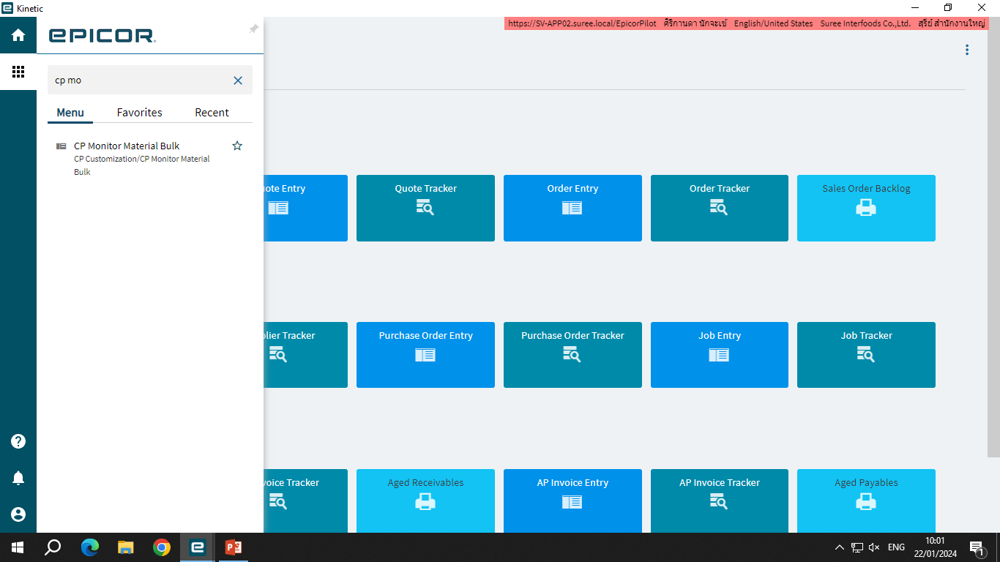 Kinetic
https://SV-APP02.suree.local/EpicorPilot ศิริกานดา นักจะเข้ English/United States Suree Interfoods Co.,Ltd. สุรีย์ สำนักงานใหญ่
EPICOR
cp mo
Menu Favorites Recent
CP Monitor Material Bulk
CP Customization/CP Monitor Material
Bulk
ote Entry Quote Tracker Order Entry Order Tracker Sales Order Backlog
lier Tracker Purchase Order Entry Purchase Order Tracker Job Entry Job Tracker
voice Tracker Aged Receivables AP Invoice Entry AP Invoice Tracker Aged Payables
ENG
10:01
22/01/2024
1